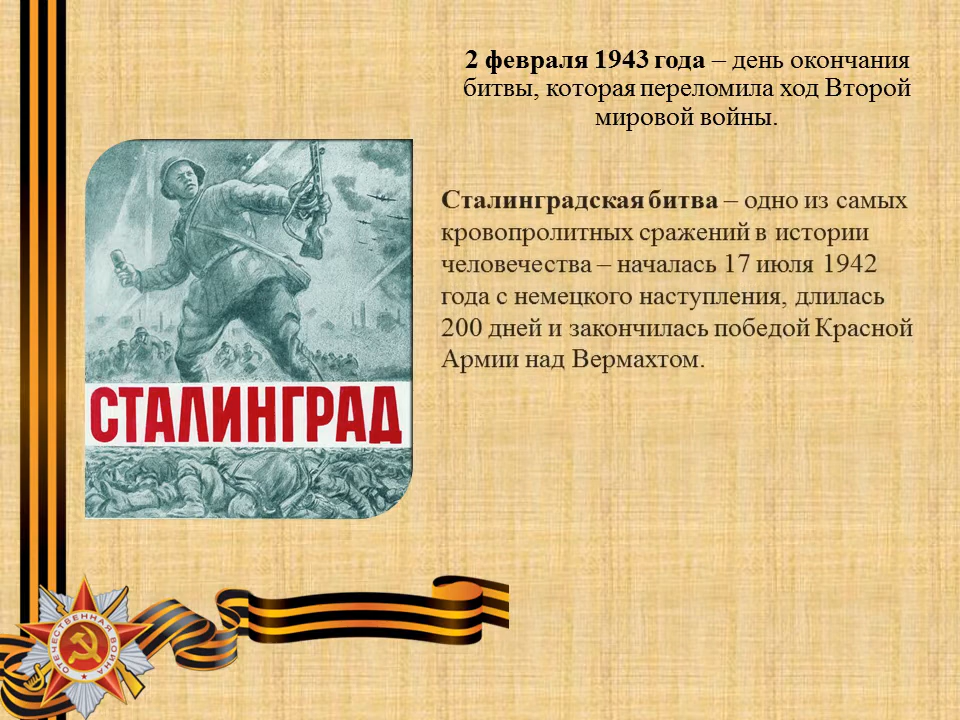 2 февраля 1943 года – день окончания
битвы, которая переломила ход Второй
мировой войны.
Сталинградская битва – одно из самых
кровопролитных сражений в истории
человечества – началась 17 июля 1942
года с немецкого наступления, длилась
200 дней и закончилась победой Красной
Армии над Вермахтом.
СТАЛИНГРАД
ОТЕЧЕСТВЕННАЯ ВОЙНА